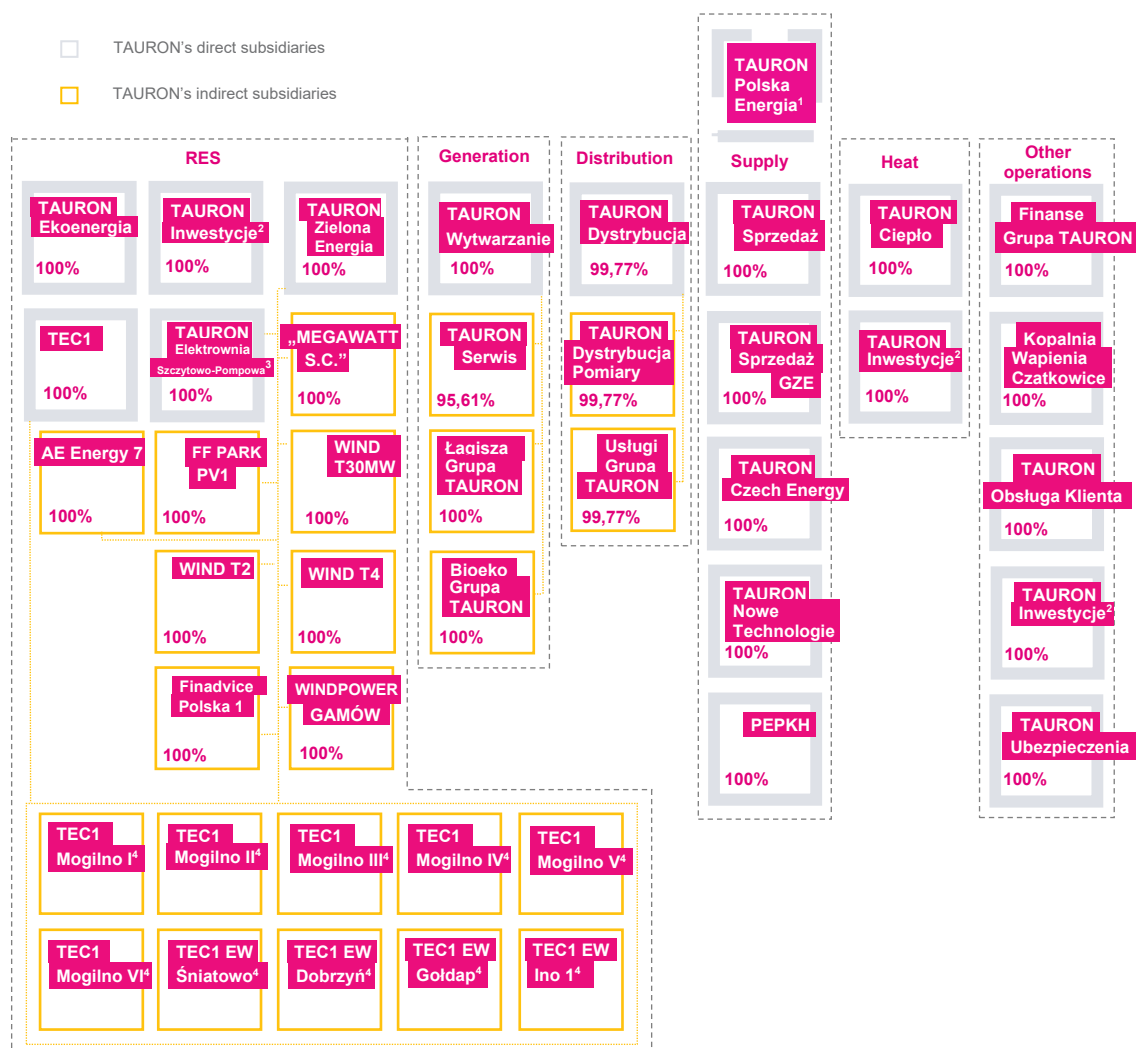 TAURON's direct subsidiaries
TAURON's indirect subsidiaries
TAURON
Polska
Energia¹
RES
TAURON
Ekoenergia
100%
TAURON
Inwestycje²
100%
TAURON
Zielona
Energia
100%
TEC1
100%
TAURON
Elektrownia
Szczytowo-Pompowa³
100%
„MEGAWATT
S.C.”
100%
AE Energy 7
100%
FF PARK
PV1
100%
WIND
T30MW
100%
WIND T2
100%
WIND T4
100%
Finadvice
Polska 1
100%
WINDPOWER
GAMÓW
100%
TEC1
Mogilno I⁴
TEC1
Mogilno II⁴
TEC1
Mogilno III⁴
TEC1
Mogilno IV⁴
TEC1
Mogilno V⁴
TEC1
Mogilno VI⁴
TEC1 EW
Śniatowo⁴
TEC1 EW
Dobrzyń⁴
TEC1 EW
Gołdap⁴
TEC1 EW
Ino 1⁴
Generation
TAURON
Wytwarzanie
100%
TAURON
Serwis
95,61%
Łagisza
Grupa
TAURON
100%
Bioeko
Grupa
TAURON
100%
Distribution
TAURON
Dystrybucja
99,77%
TAURON
Dystrybucja
Pomiary
99,77%
Usługi
Grupa
TAURON
99,77%
Supply
TAURON
Sprzedaż
100%
TAURON
Sprzedaż
GZE
100%
TAURON
Czech Energy
100%
TAURON
Nowe
Technologie
100%
PEPKH
100%
Heat
TAURON
Ciepło
100%
TAURON
Inwestycje²
100%
Other
operations
Finanse
Grupa TAURON
100%
Kopalnia
Wapienia
Czatkowice
100%
TAURON
Obsługa Klienta
100%
TAURON
Inwestycje²
100%
TAURON
Ubezpieczenia
100%